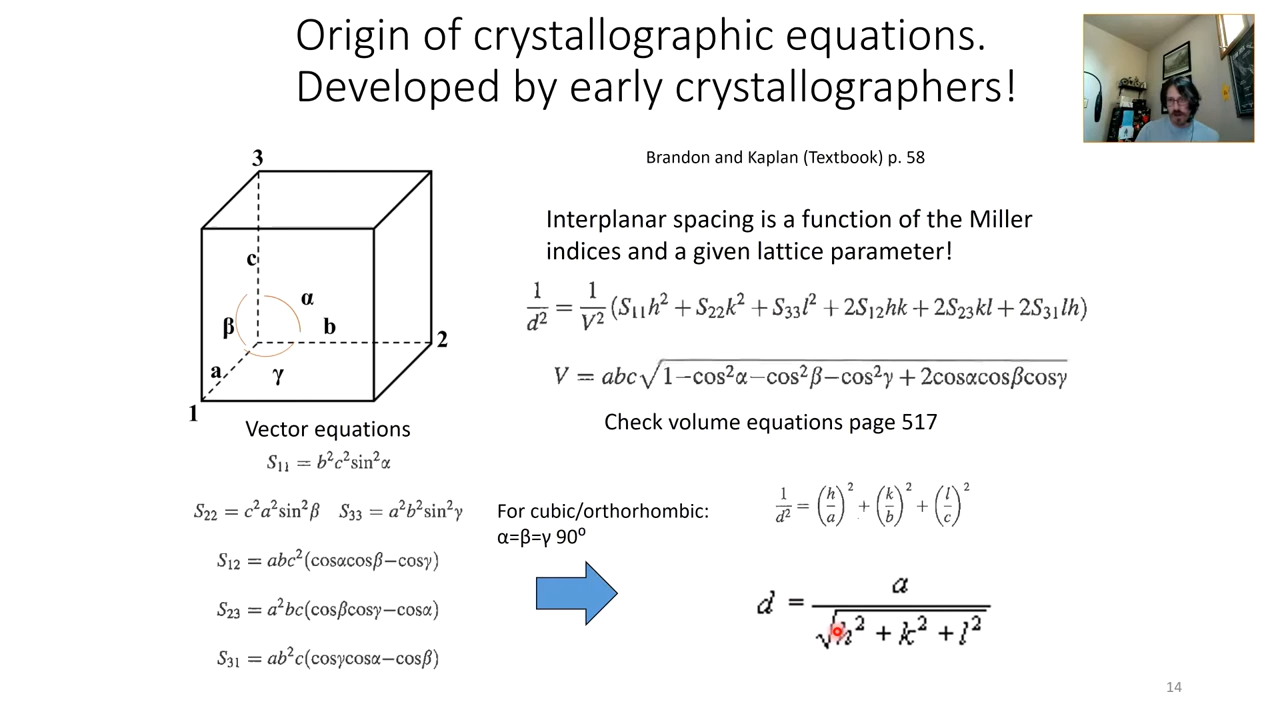 Origin of crystallographic equations.
Developed by early crystallographers!
Brandon and Kaplan (Textbook) p. 58
3
c
α
β
b
2
a
γ
1
Interplanar spacing is a function of the Miller
indices and a given lattice parameter!
1/d² = 1/V² (S₁₁h² + S₂₂k² + S₃₃l² + 2S₁₂hk + 2S₂₃kl + 2S₃₁lh)
V = abc√(1−cos²α−cos²β−cos²γ + 2cosαcosβcosγ)
Check volume equations page 517
Vector equations
S₁₁ = b²c²sin²α
S₂₂ = c²a²sin²β S₃₃ = a²b²sin²γ
S₁₂ = abc²(cosαcosβ−cosγ)
S₂₃ = a²bc(cosβcosγ−cosα)
S₃₁ = ab²c(cosγcosα−cosβ)
For cubic/orthorhombic:
α=β=γ 90⁰
1/d² = (h/a)² + (k/b)² + (l/c)²
d = a/√(h² + k² + l²)
14